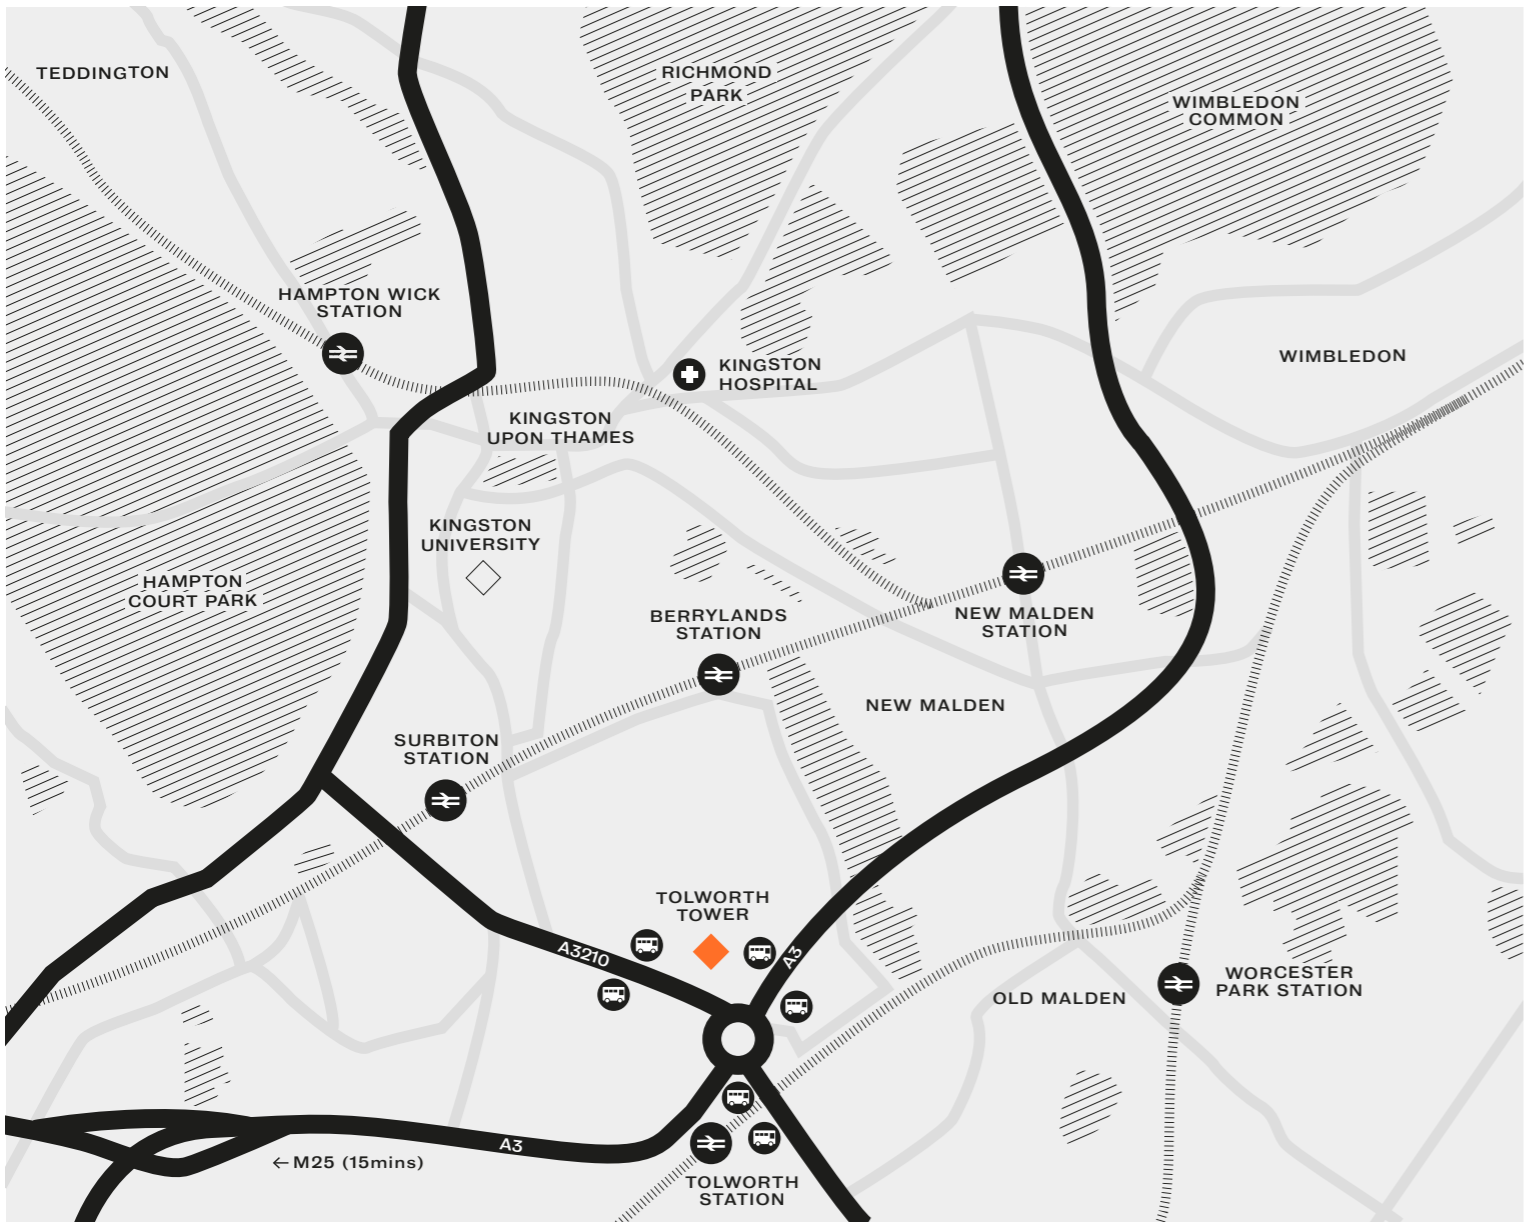 TEDDINGTON
RICHMOND
PARK
WIMBLEDON
COMMON
HAMPTON WICK
STATION
KINGSTON
HOSPITAL
WIMBLEDON
KINGSTON
UPON THAMES
KINGSTON
UNIVERSITY
HAMPTON
COURT PARK
BERRYLANDS
STATION
NEW MALDEN
STATION
NEW MALDEN
SURBITON
STATION
TOLWORTH
TOWER
A3210
A3
WORCESTER
PARK STATION
OLD MALDEN
A3
←M25 (15mins)
TOLWORTH
STATION